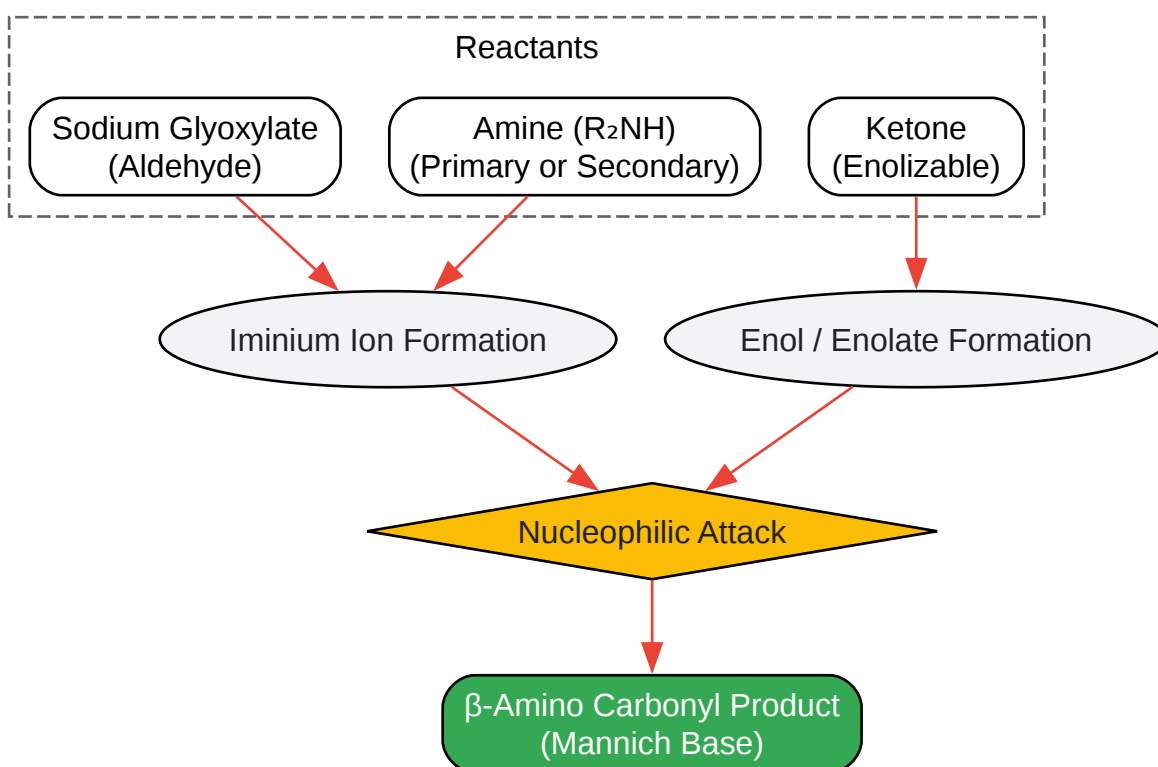 Reactants
Sodium Glyoxylate
(Aldehyde)
Amine (R₂NH)
(Primary or Secondary)
Ketone
(Enolizable)
Iminium Ion Formation
Enol / Enolate Formation
Nucleophilic Attack
β-Amino Carbonyl Product
(Mannich Base)